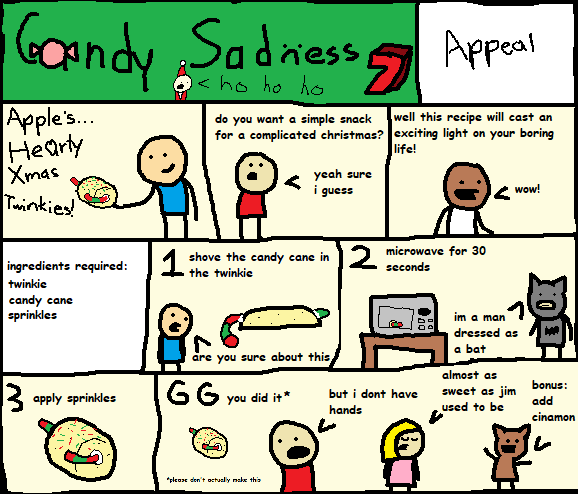 Candy Sadness 7
< ho ho ho
Appeal
Apple's...
Hearty
Xmas
Twinkies!
do you want a simple snack
for a complicated christmas?
yeah sure
i guess
well this recipe will cast an
exciting light on your boring
life!
wow!
ingredients required:
twinkie
candy cane
sprinkles
1 shove the candy cane in
the twinkie
are you sure about this
2 microwave for 30
seconds
im a man
dressed as
a bat
3 apply sprinkles
GG you did it*
*please don't actually make this
but i dont have
hands
almost as
sweet as jim
used to be
bonus:
add
cinamon